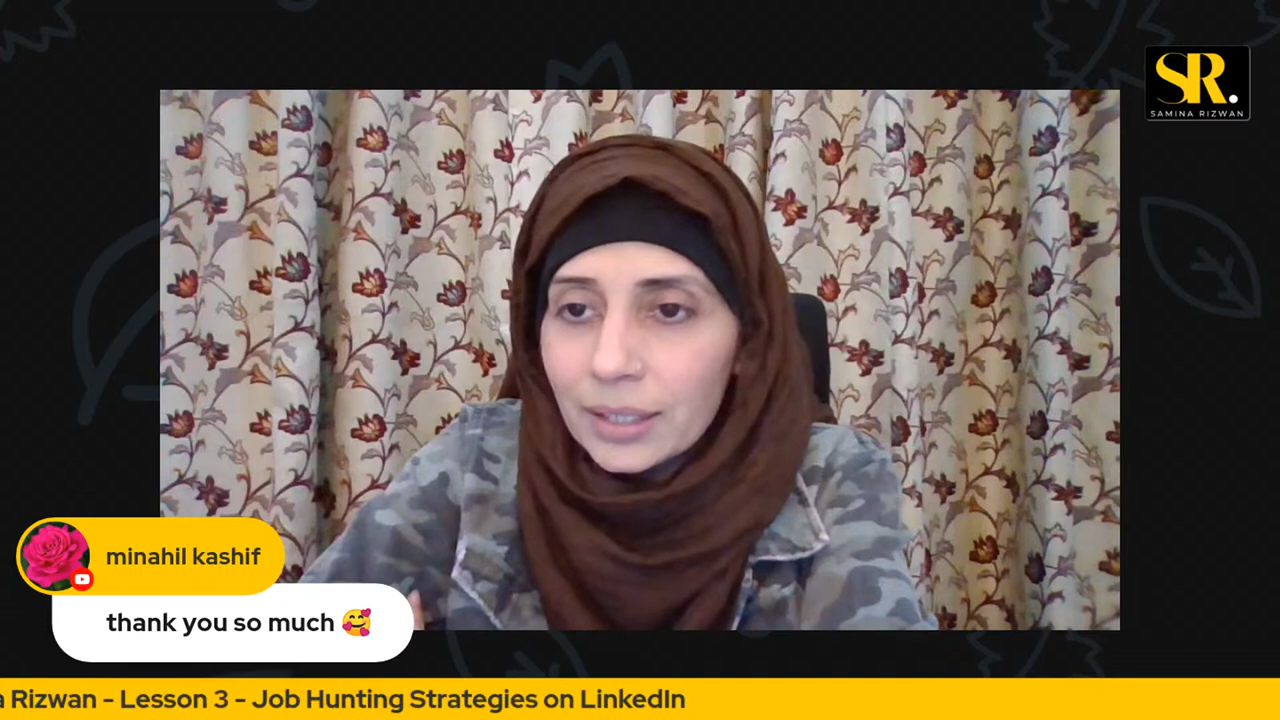 SR.
SAMINA RIZWAN
minahil kashif
thank you so much 🥰
a Rizwan - Lesson 3 - Job Hunting Strategies on LinkedIn